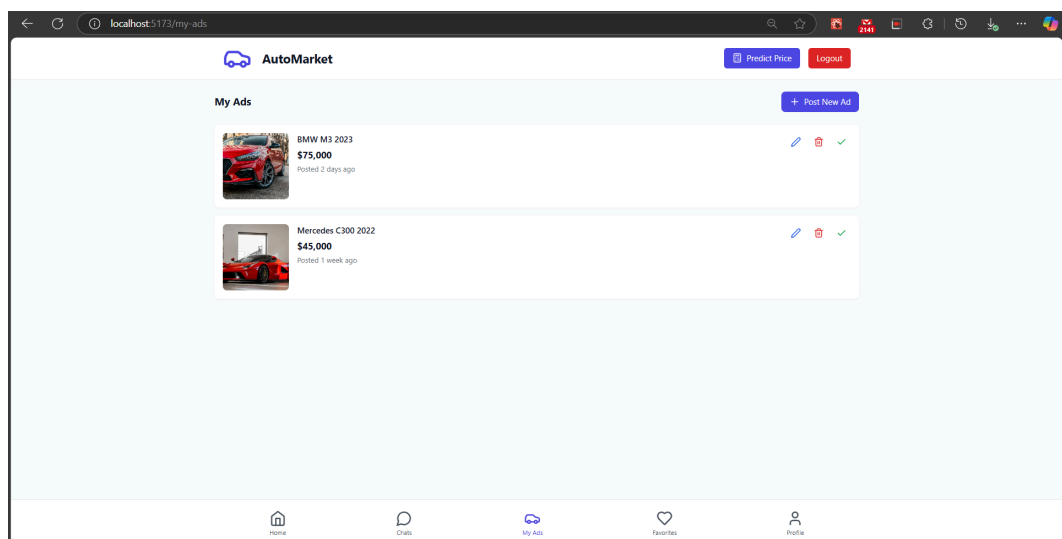 localhost:5173/my-ads
2141
AutoMarket
Predict Price
Logout
My Ads
Post New Ad
BMW M3 2023
$75,000
Posted 2 days ago
Mercedes C300 2022
$45,000
Posted 1 week ago
Home
Chats
My Ads
Favorites
Profile